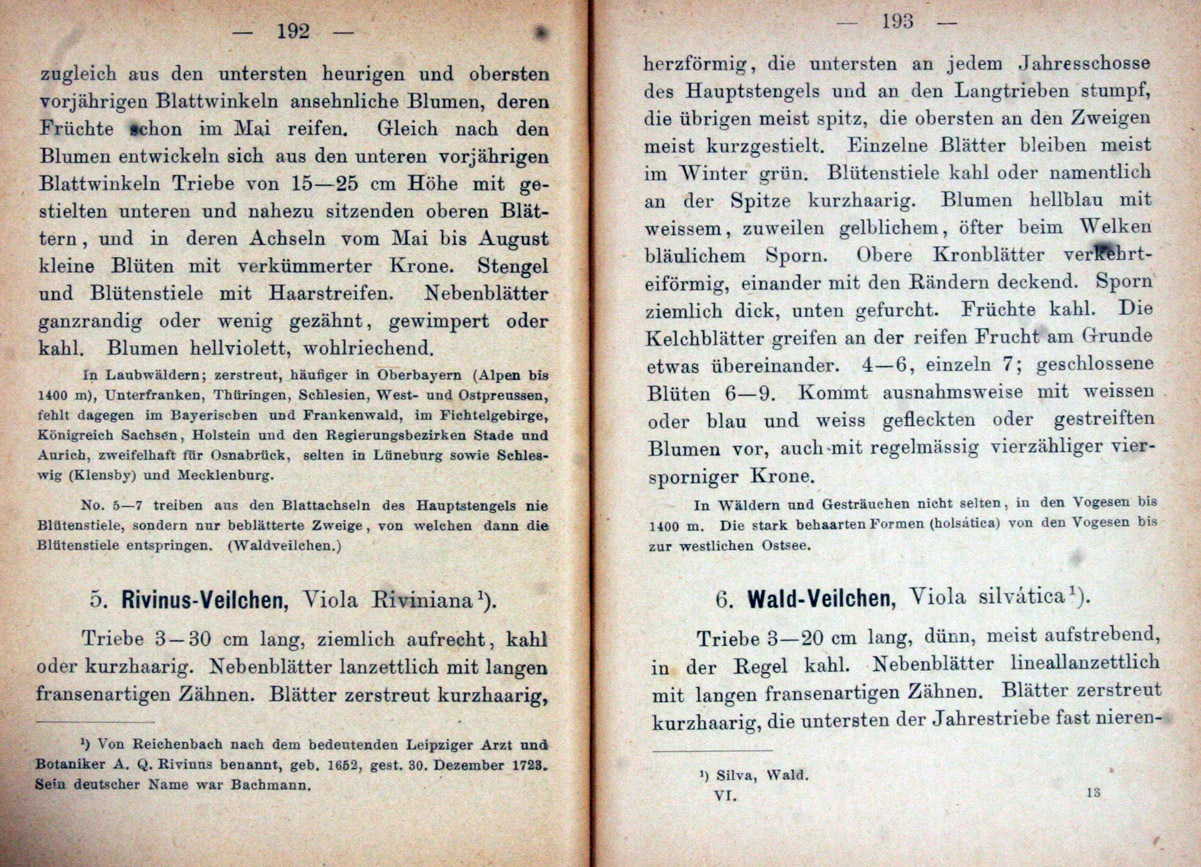 — 192 —
zugleich aus den untersten heurigen und obersten
vorjährigen Blattwinkeln ansehnliche Blumen, deren
Früchte schon im Mai reifen. Gleich nach den
Blumen entwickeln sich aus den unteren vorjährigen
Blattwinkeln Triebe von 15—25 cm Höhe mit ge-
stielten unteren und nahezu sitzenden oberen Blät-
tern, und in deren Achseln vom Mai bis August
kleine Blüten mit verkümmerter Krone. Stengel
und Blütenstiele mit Haarstreifen. Nebenblätter
ganzrandig oder wenig gezähnt, gewimpert oder
kahl. Blumen hellviolett, wohlriechend.
In Laubwäldern; zerstreut, häufiger in Oberbayern (Alpen bis
1400 m), Unterfranken, Thüringen, Schlesien, West- und Ostpreussen,
fehlt dagegen im Bayerischen und Frankenwald, im Fichtelgebirge,
Königreich Sachsen, Holstein und den Regierungsbezirken Stade und
Aurich, zweifelhaft für Osnabrück, selten in Lüneburg sowie Schles-
wig (Klensby) und Mecklenburg.
No. 5—7 treiben aus den Blattachseln des Hauptstengels nie
Blütenstiele, sondern nur beblätterte Zweige, von welchen dann die
Blütenstiele entspringen. (Waldveilchen.)
5. Rivinus-Veilchen, Viola Riviniana¹).
Triebe 3—30 cm lang, ziemlich aufrecht, kahl
oder kurzhaarig. Nebenblätter lanzettlich mit langen
fransenartigen Zähnen. Blätter zerstreut kurzhaarig,
¹) Von Reichenbach nach dem bedeutenden Leipziger Arzt und
Botaniker A. Q. Rivinus benannt, geb. 1652, gest. 30. Dezember 1723.
Sein deutscher Name war Bachmann.
— 193 —
herzförmig, die untersten an jedem Jahresschosse
des Hauptstengels und an den Langtrieben stumpf,
die übrigen meist spitz, die obersten an den Zweigen
meist kurzgestielt. Einzelne Blätter bleiben meist
im Winter grün. Blütenstiele kahl oder namentlich
an der Spitze kurzhaarig. Blumen hellblau mit
weissem, zuweilen gelblichem, öfter beim Welken
bläulichem Sporn. Obere Kronblätter verkehrt-
eiförmig, einander mit den Rändern deckend. Sporn
ziemlich dick, unten gefurcht. Früchte kahl. Die
Kelchblätter greifen an der reifen Frucht am Grunde
etwas übereinander. 4—6, einzeln 7; geschlossene
Blüten 6—9. Kommt ausnahmsweise mit weissen
oder blau und weiss gefleckten oder gestreiften
Blumen vor, auch mit regelmässig vierzähliger vier-
sporniger Krone.
In Wäldern und Gesträuchen nicht selten, in den Vogesen bis
1400 m. Die stark behaarten Formen (holsática) von den Vogesen bis
zur westlichen Ostsee.
6. Wald-Veilchen, Viola silvática¹).
Triebe 3—20 cm lang, dünn, meist aufstrebend,
in der Regel kahl. Nebenblätter lineallanzettlich
mit langen fransenartigen Zähnen. Blätter zerstreut
kurzhaarig, die untersten der Jahrestriebe fast nieren-
¹) Silva, Wald.
VI. 13